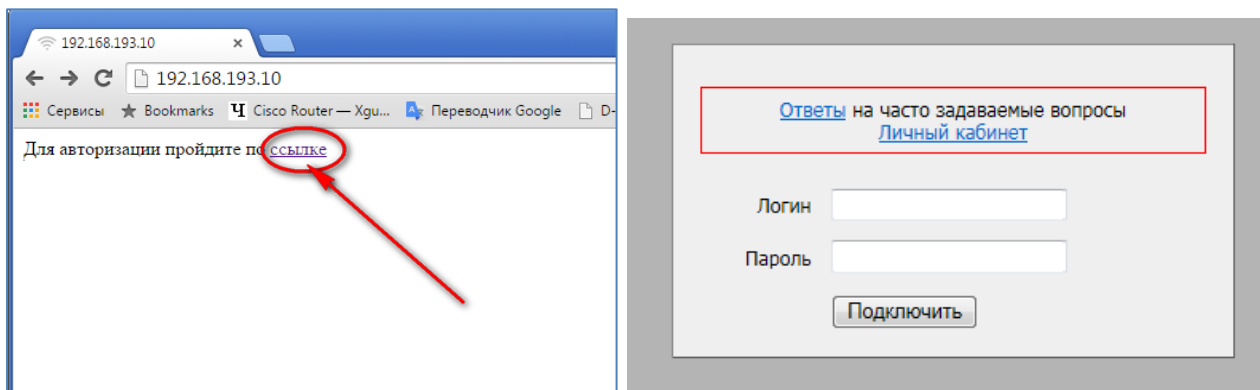 192.168.193.10
192.168.193.10
Сервисы Bookmarks Ч Cisco Router — Xgu... Переводчик Google D-
Для авторизации пройдите по ссылке
Ответы на часто задаваемые вопросы
Личный кабинет
Логин
Пароль
Подключить